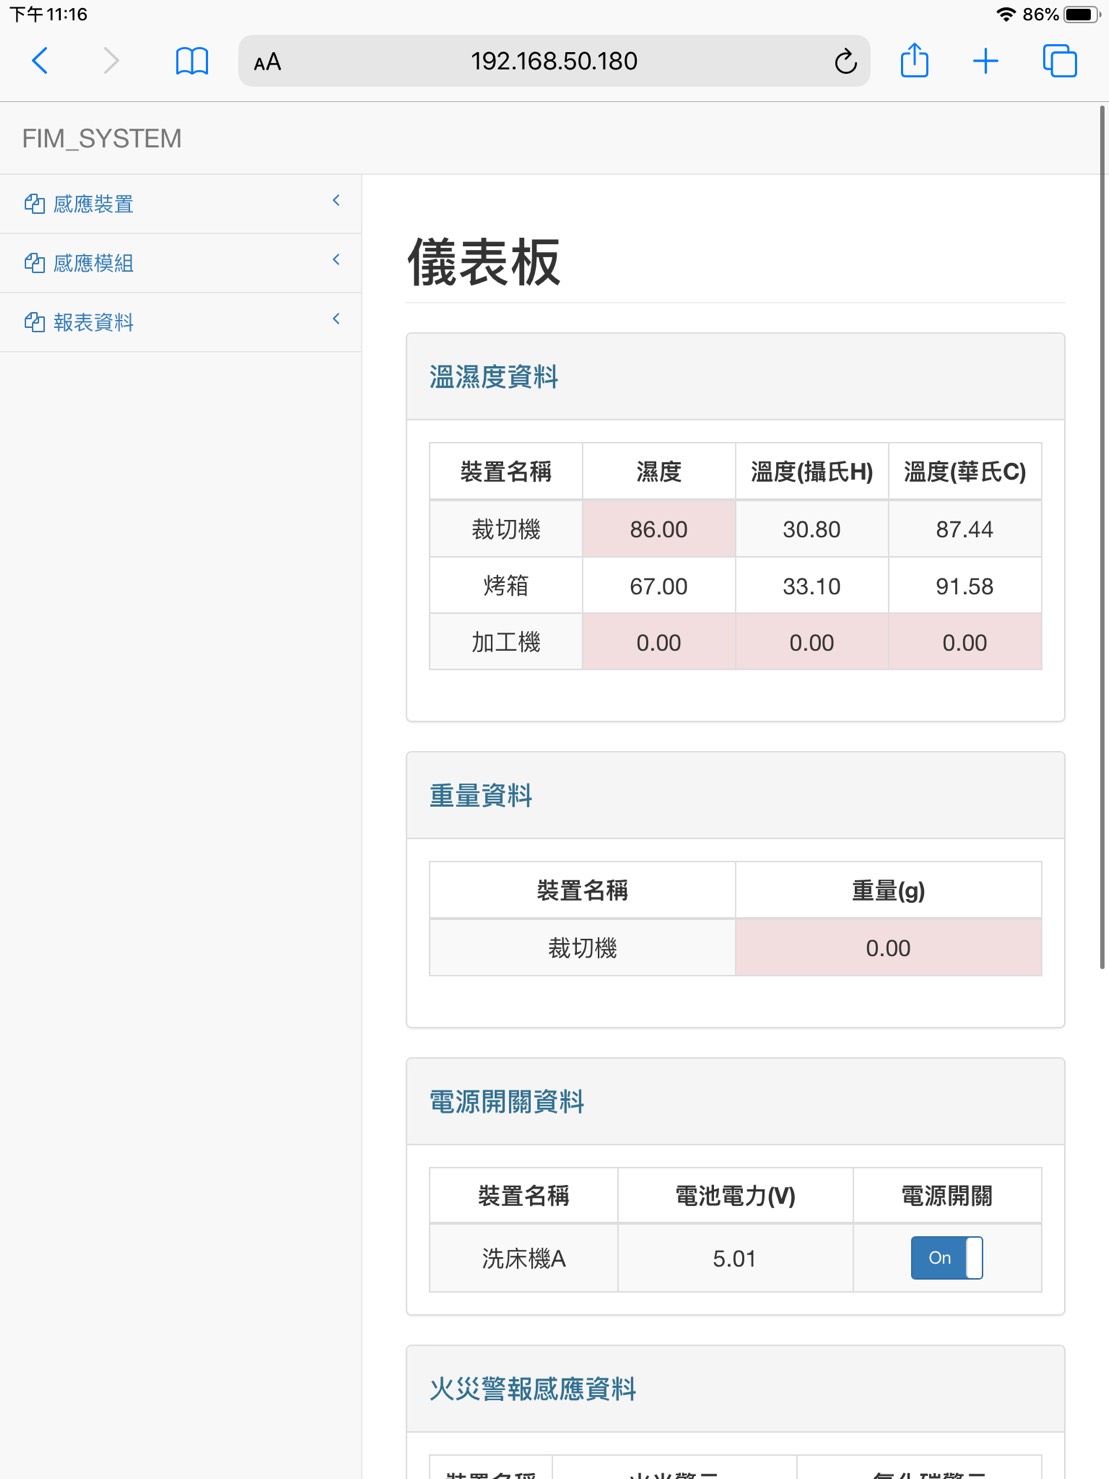 下午11:16
86%
AA
192.168.50.180
FIM_SYSTEM
感應裝置
感應模組
報表資料
儀表板
溫濕度資料
裝置名稱 濕度 溫度(攝氏H) 溫度(華氏C)
裁切機 86.00 30.80 87.44
烤箱 67.00 33.10 91.58
加工機 0.00 0.00 0.00
重量資料
裝置名稱 重量(g)
裁切機 0.00
電源開關資料
裝置名稱 電池電力(V) 電源開關
洗床機A 5.01 On
火災警報感應資料
裝置名稱